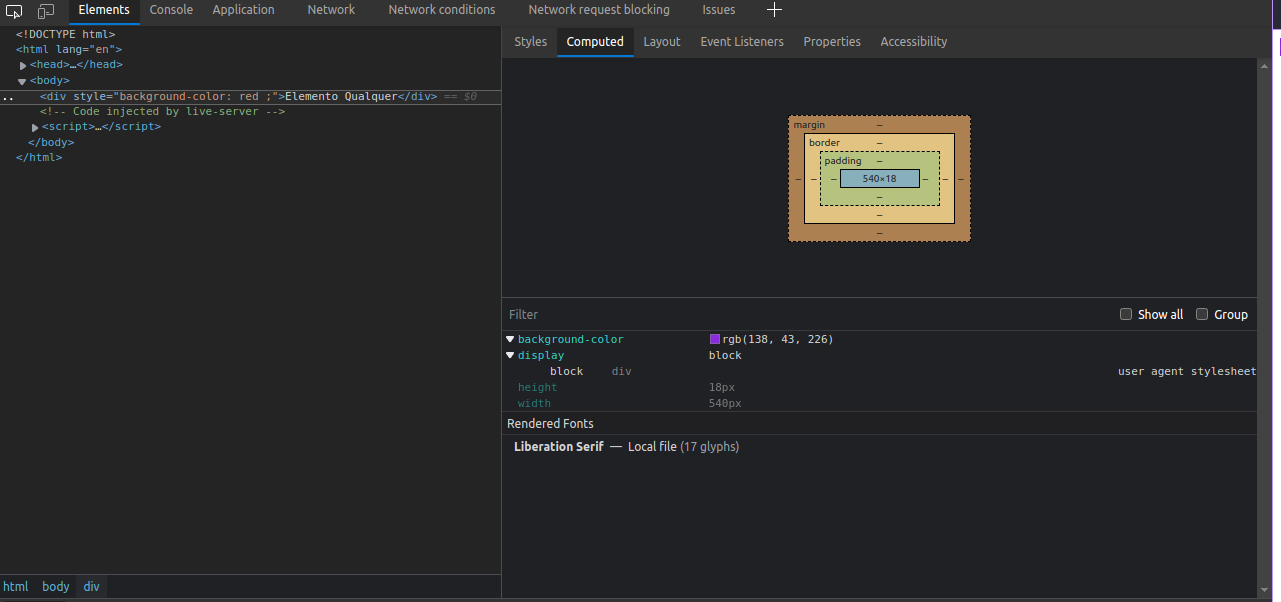 Elements Console Application Network Network conditions Network request blocking Issues
<!DOCTYPE html>
<html lang="en">
<head>…</head>
<body>
<div style="background-color: red ;">Elemento Qualquer</div> == $0
<!-- Code injected by live-server -->
<script>…</script>
</body>
</html>
html body div
Styles Computed Layout Event Listeners Properties Accessibility
margin –
border –
padding –
– – – 540×18 – – –
–
–
–
Filter Show all Group
background-color rgb(138, 43, 226)
display block
block div user agent stylesheet
height 18px
width 540px
Rendered Fonts
Liberation Serif — Local file (17 glyphs)